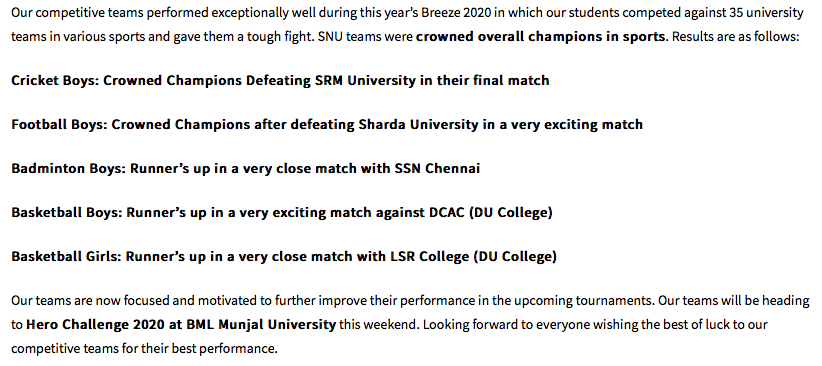 Our competitive teams performed exceptionally well during this year's Breeze 2020 in which our students competed against 35 university
teams in various sports and gave them a tough fight. SNU teams were crowned overall champions in sports. Results are as follows:
Cricket Boys: Crowned Champions Defeating SRM University in their final match
Football Boys: Crowned Champions after defeating Sharda University in a very exciting match
Badminton Boys: Runner's up in a very close match with SSN Chennai
Basketball Boys: Runner's up in a very exciting match against DCAC (DU College)
Basketball Girls: Runner's up in a very close match with LSR College (DU College)
Our teams are now focused and motivated to further improve their performance in the upcoming tournaments. Our teams will be heading
to Hero Challenge 2020 at BML Munjal University this weekend. Looking forward to everyone wishing the best of luck to our
competitive teams for their best performance.